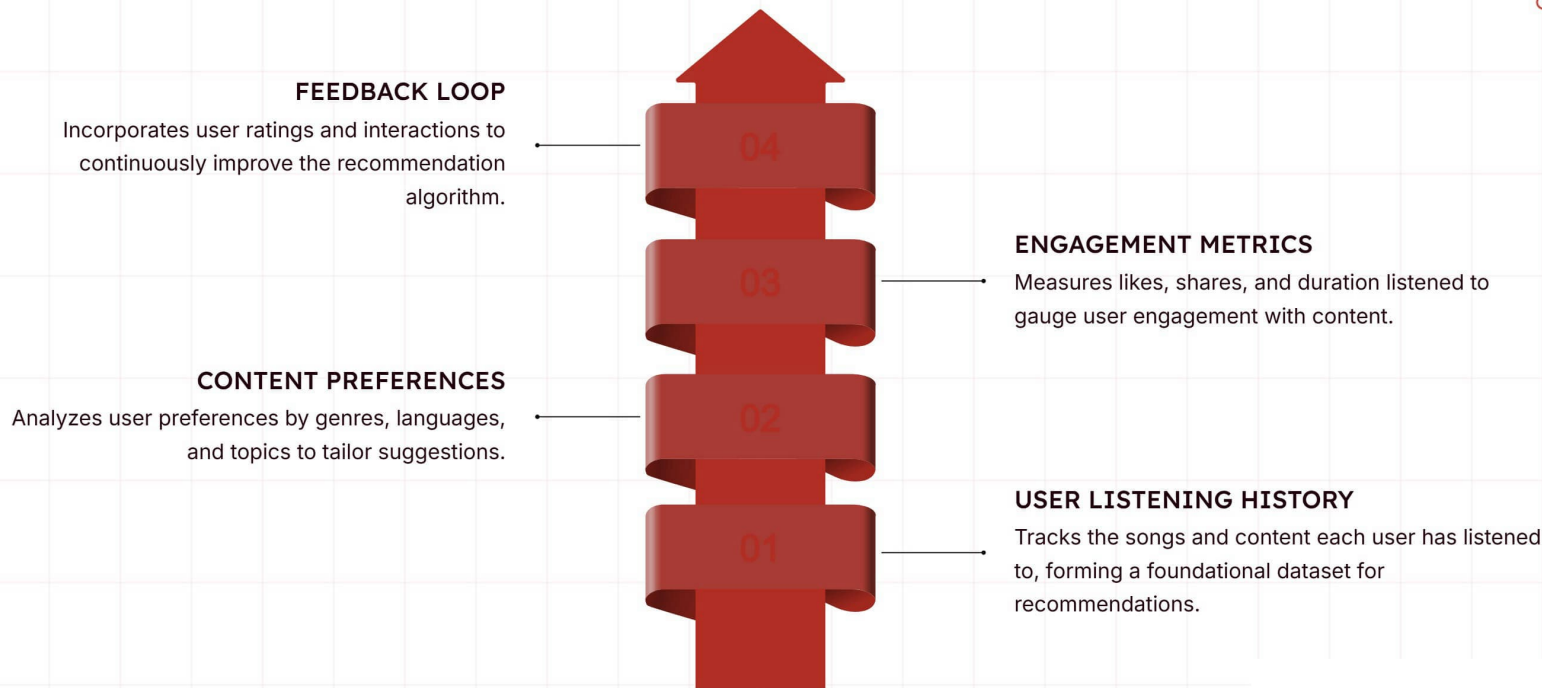 FEEDBACK LOOP
Incorporates user ratings and interactions to
continuously improve the recommendation
algorithm.
04
ENGAGEMENT METRICS
Measures likes, shares, and duration listened to
gauge user engagement with content.
03
CONTENT PREFERENCES
Analyzes user preferences by genres, languages,
and topics to tailor suggestions.
02
USER LISTENING HISTORY
Tracks the songs and content each user has listened
to, forming a foundational dataset for
recommendations.
01